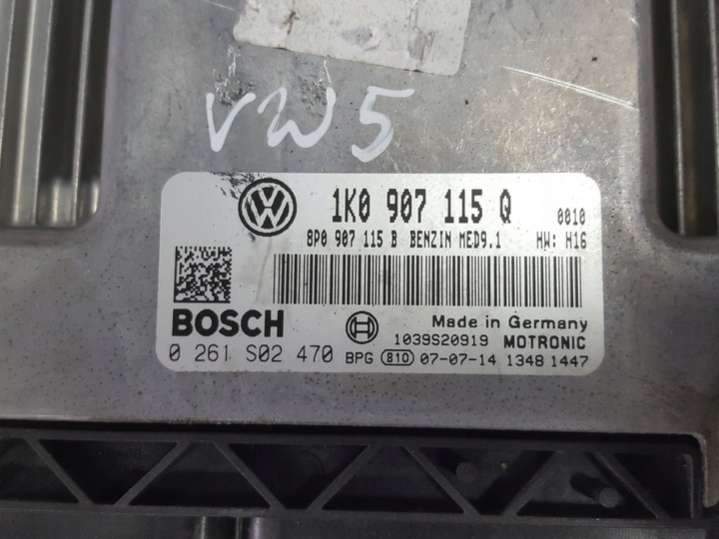 VW5
VW
1K0 907 115 Q 0010
8P0 907 115 B BENZIN MED9.1 HW: H16
BOSCH Made in Germany
1039S20919 MOTRONIC
0 261 S02 470 BPG 810 07-07-14 1348 1447